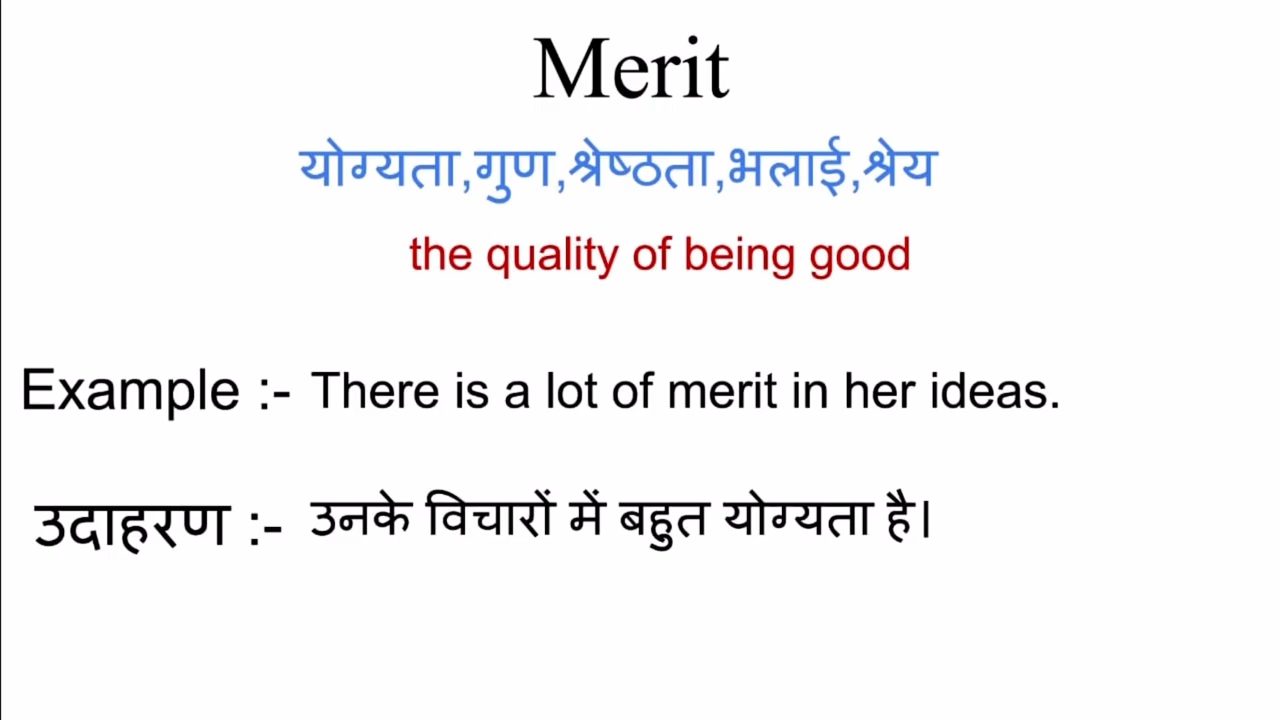 Merit
योग्यता,गुण,श्रेष्ठता,भलाई,श्रेय
the quality of being good
Example :- There is a lot of merit in her ideas.
उदाहरण :- उनके विचारों में बहुत योग्यता है।